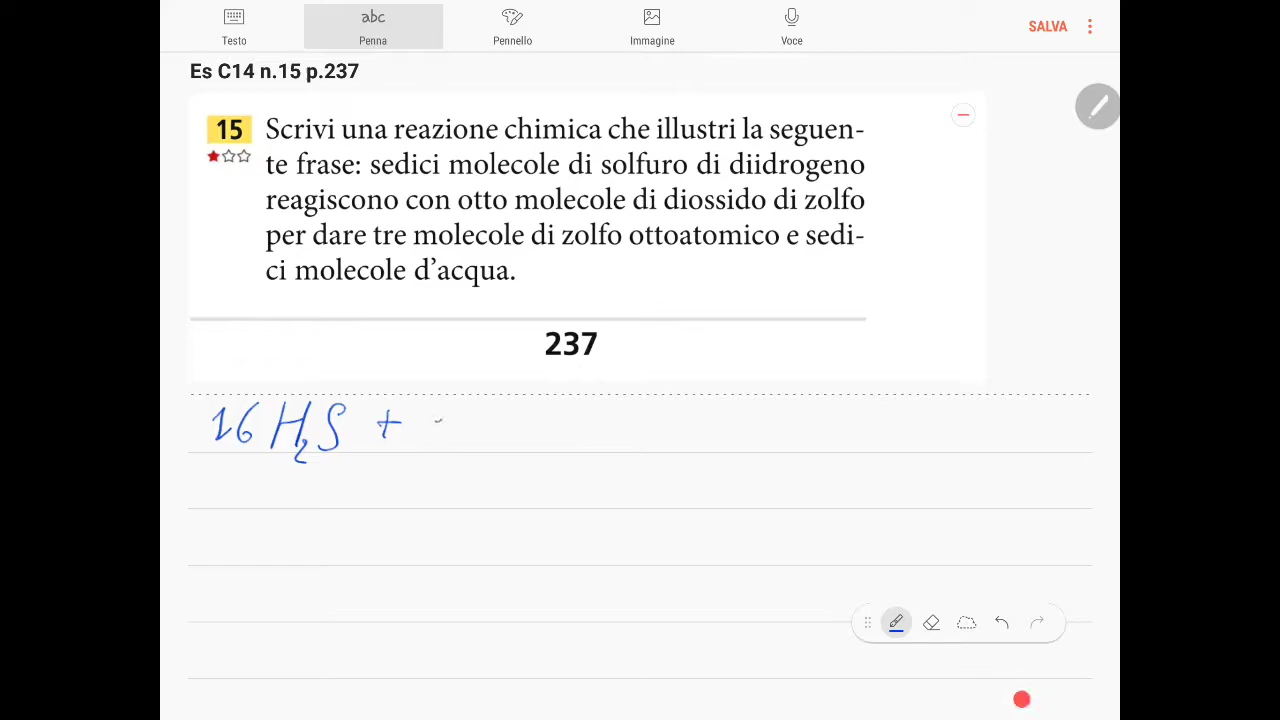 Testo
abc
Penna
Pennello
Immagine
Voce
SALVA
Es C14 n.15 p.237
15 Scrivi una reazione chimica che illustri la seguen-
te frase: sedici molecole di solfuro di diidrogeno
reagiscono con otto molecole di diossido di zolfo
per dare tre molecole di zolfo ottoatomico e sedi-
ci molecole d'acqua.
237
16 H₂S +